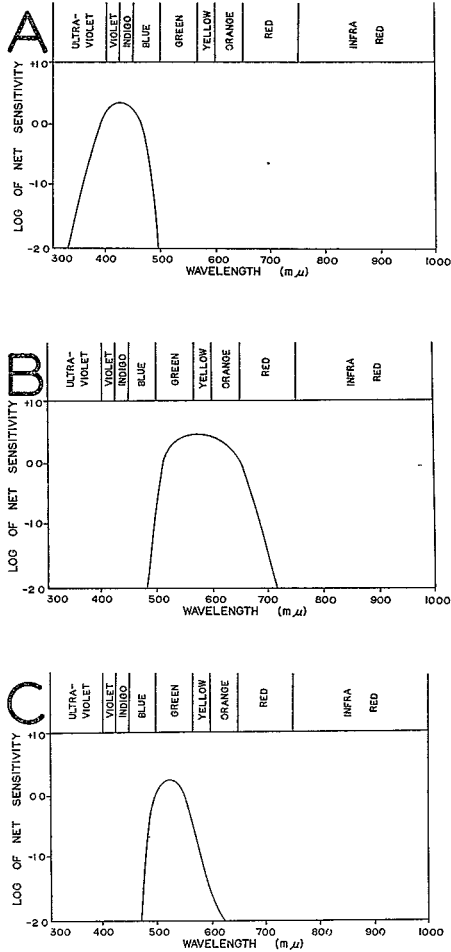 A
ULTRA-VIOLET VIOLET INDIGO BLUE GREEN YELLOW ORANGE RED INFRA RED
LOG OF NET SENSITIVITY
+1.0
0.0
-1.0
-2.0
300 400 500 600 700 800 900 1000
WAVELENGTH (m,μ)
B
ULTRA-VIOLET VIOLET INDIGO BLUE GREEN YELLOW ORANGE RED INFRA RED
LOG OF NET SENSITIVITY
+1.0
0.0
-1.0
-2.0
300 400 500 600 700 800 900 1000
WAVELENGTH (m,μ)
C
ULTRA-VIOLET VIOLET INDIGO BLUE GREEN YELLOW ORANGE RED INFRA RED
LOG OF NET SENSITIVITY
+1.0
0.0
-1.0
-2.0
300 400 500 600 700 800 900 1000
WAVELENGTH (m,μ)